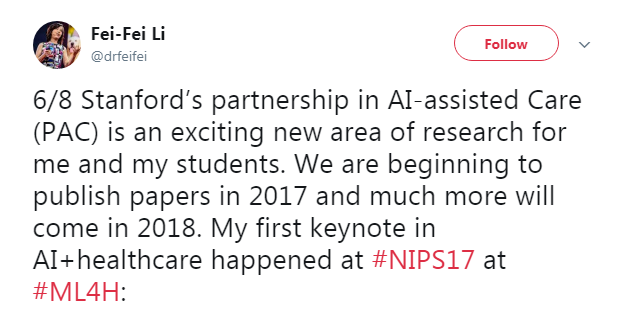 Fei-Fei Li
@drfeifei
Follow
6/8 Stanford's partnership in AI-assisted Care
(PAC) is an exciting new area of research for
me and my students. We are beginning to
publish papers in 2017 and much more will
come in 2018. My first keynote in
AI+healthcare happened at #NIPS17 at
#ML4H: